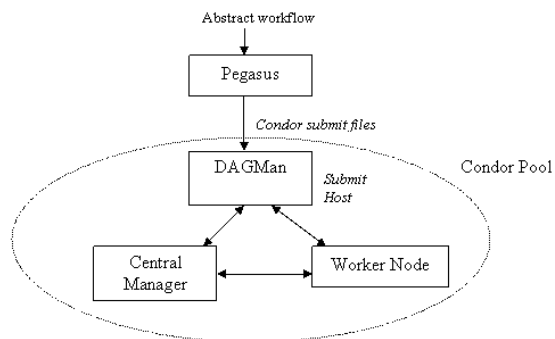 Abstract workflow
Pegasus
Condor submit files
DAGMan
Submit
Host
Condor Pool
Central
Manager
Worker Node